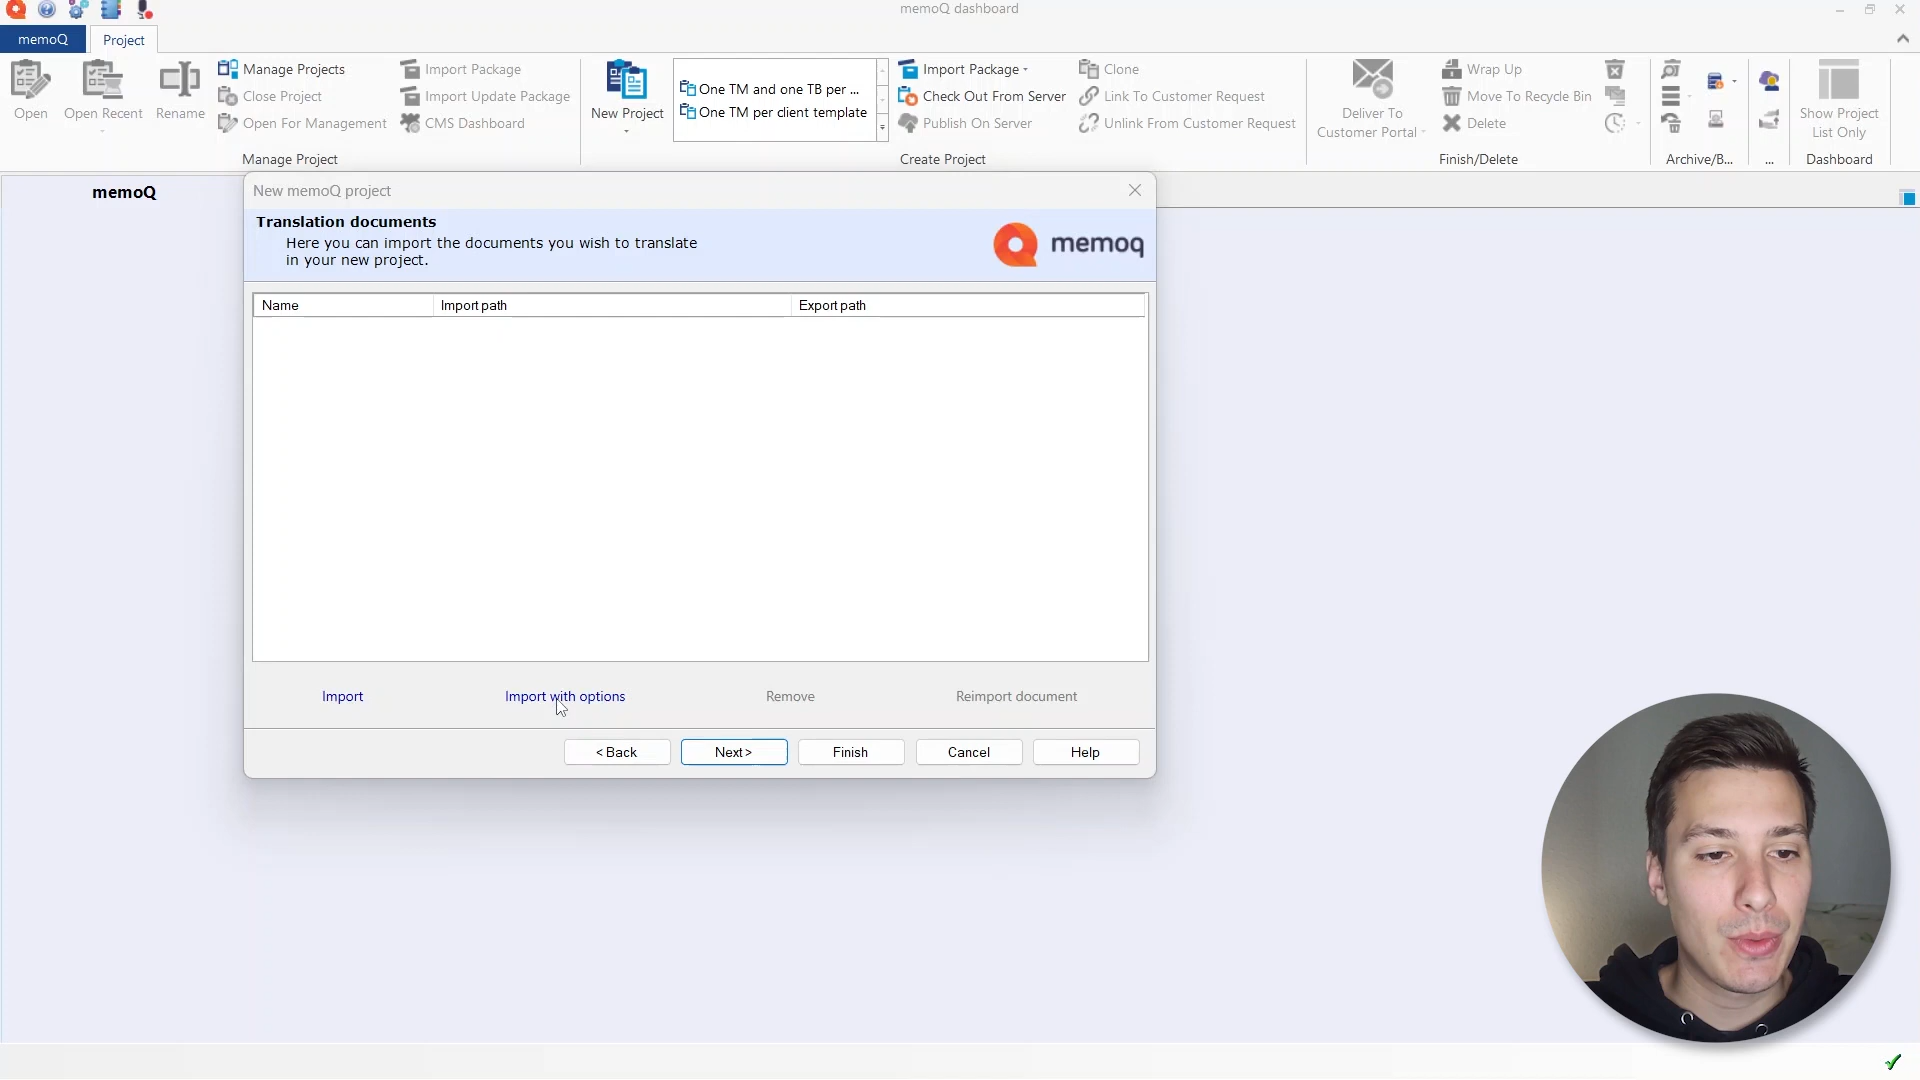 memoQ dashboard
memoQ
Project
Open
Open Recent
Rename
Manage Projects
Close Project
Open For Management
Import Package
Import Update Package
CMS Dashboard
Manage Project
New Project
One TM and one TB per ...
One TM per client template
Import Package
Check Out From Server
Publish On Server
Clone
Link To Customer Request
Unlink From Customer Request
Create Project
Deliver To
Customer Portal
Wrap Up
Move To Recycle Bin
Delete
Finish/Delete
Archive/B...
...
Show Project
List Only
Dashboard
memoQ
New memoQ project
Translation documents
Here you can import the documents you wish to translate
in your new project.
memoq
Name
Import path
Export path
Import
Import with options
Remove
Reimport document
< Back
Next >
Finish
Cancel
Help